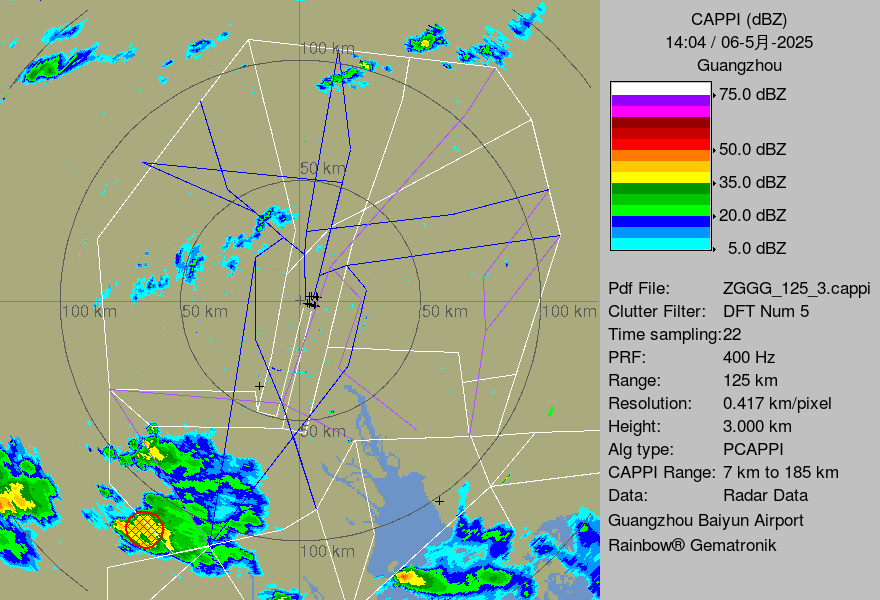 CAPPI (dBZ)
14:04 / 06-5月-2025
Guangzhou
75.0 dBZ
50.0 dBZ
35.0 dBZ
20.0 dBZ
5.0 dBZ
Pdf File: ZGGG_125_3.cappi
Clutter Filter: DFT Num 5
Time sampling:22
PRF: 400 Hz
Range: 125 km
Resolution: 0.417 km/pixel
Height: 3.000 km
Alg type: PCAPPI
CAPPI Range: 7 km to 185 km
Data: Radar Data
Guangzhou Baiyun Airport
Rainbow® Gematronik
100 km
50 km
100 km
50 km
50 km
100 km
50 km
100 km